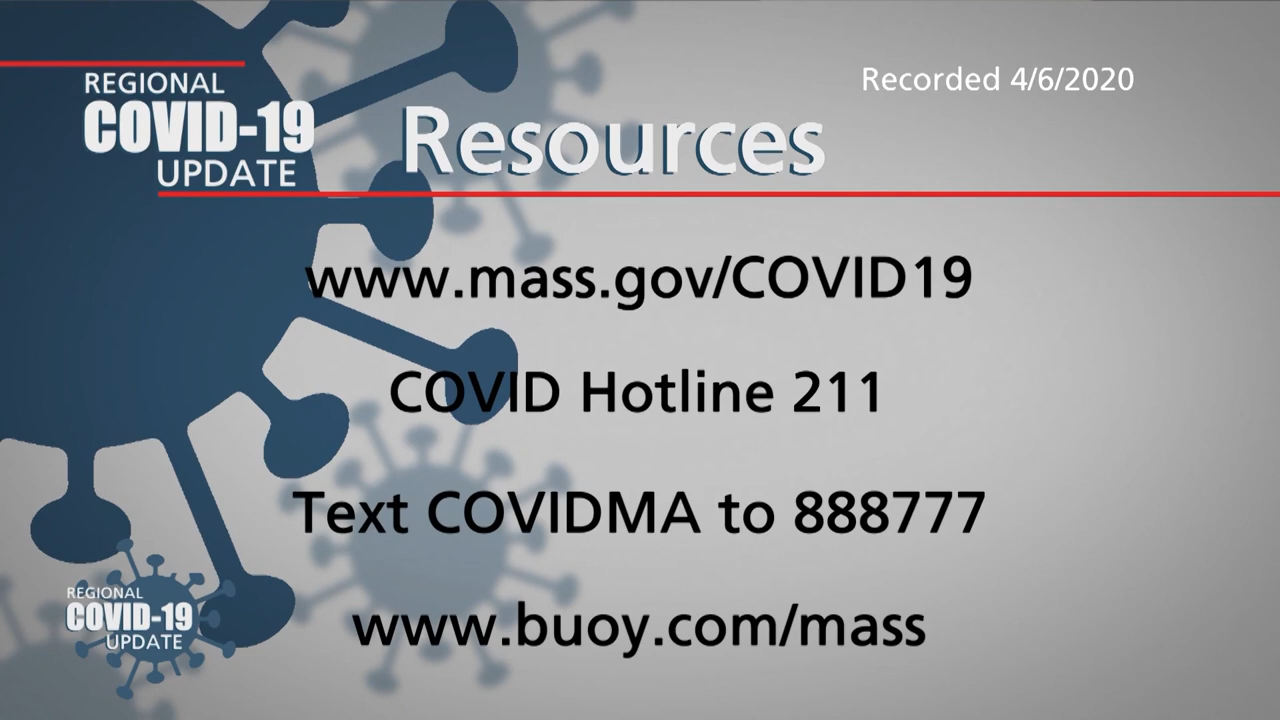 REGIONAL
COVID-19
UPDATE
Resources
Recorded 4/6/2020
www.mass.gov/COVID19
COVID Hotline 211
Text COVIDMA to 888777
www.buoy.com/mass
REGIONAL
COVID-19
UPDATE